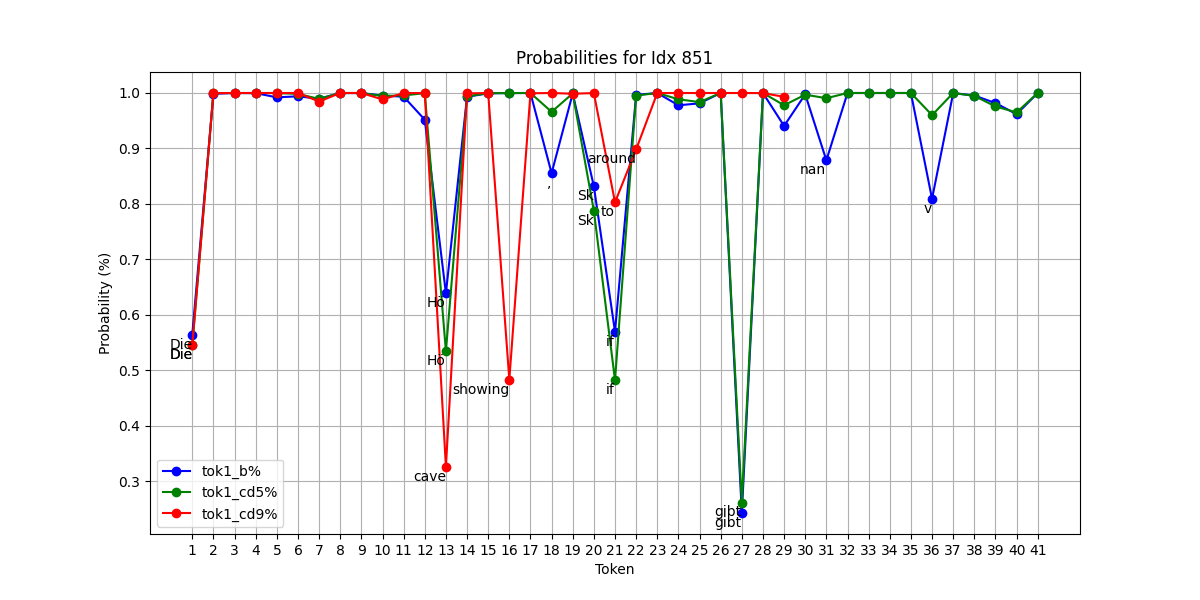 Probabilities for Idx 851
Probability (%)
1.0
0.9
0.8
0.7
0.6
0.5
0.4
0.3
Die
Die
Die
Hö
Hö
cave
showing
,
Sk
Sk
around
to
if
if
gibt
gibt
nan
v
tok1_b%
tok1_cd5%
tok1_cd9%
1 2 3 4 5 6 7 8 9 10 11 12 13 14 15 16 17 18 19 20 21 22 23 24 25 26 27 28 29 30 31 32 33 34 35 36 37 38 39 40 41
Token